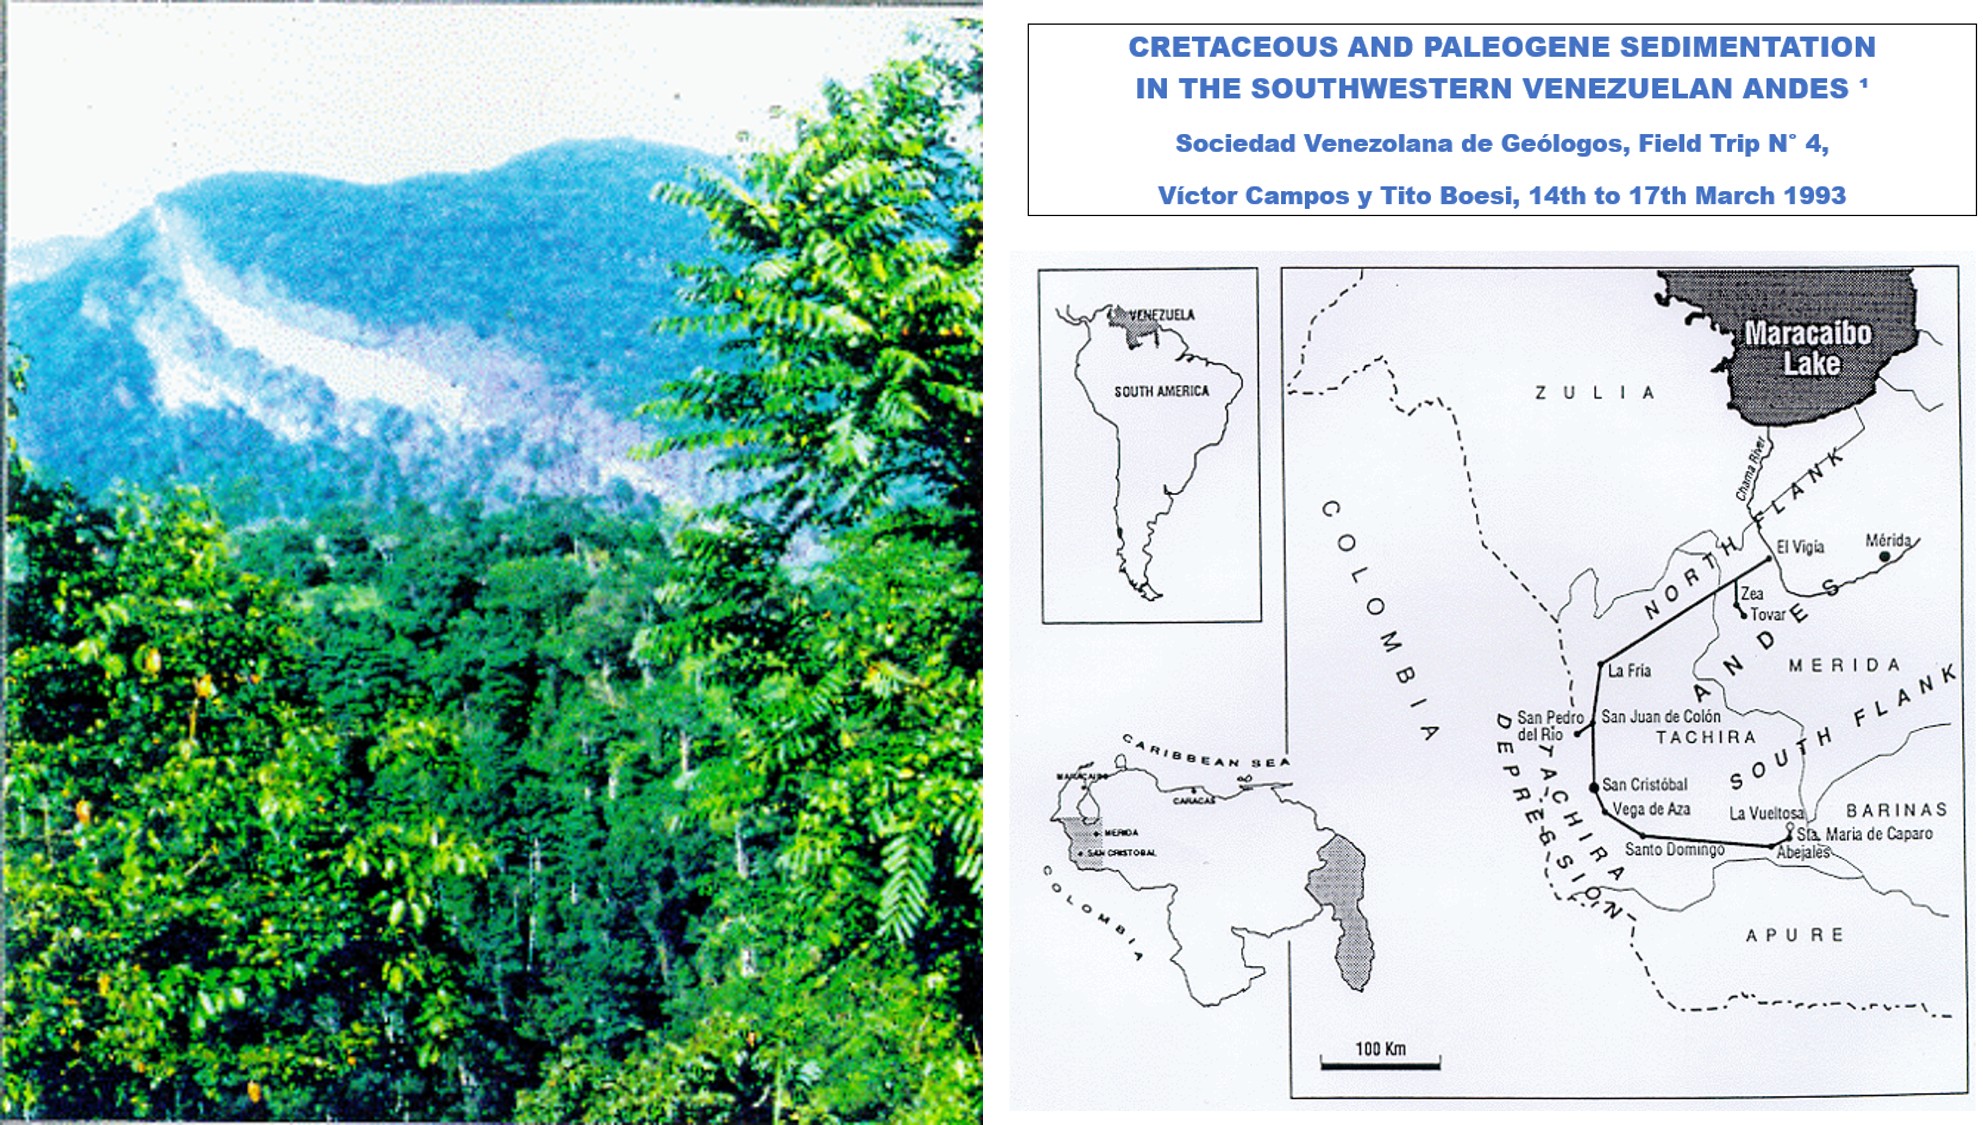 CRETACEOUS AND PALEOGENE SEDIMENTATION
IN THE SOUTHWESTERN VENEZUELAN ANDES ¹
Sociedad Venezolana de Geólogos, Field Trip N° 4,
Víctor Campos y Tito Boesi, 14th to 17th March 1993
VENEZUELA
SOUTH AMERICA
Maracaibo
Lake
ZULIA
Chama River
NORTH FLANK
El Vigía
Mérida
Zea
Tovar
ANDES
COLOMBIA
La Fria
MERIDA
San Pedro
del Río
San Juan de Colón
TACHIRA
SOUTH FLANK
TACHIRA
DEPRESSION
San Cristóbal
Vega de Aza
La Vueltosa
BARINAS
Sta. Maria de Caparo
Santo Domingo
Abejales
APURE
100 Km
CARIBBEAN SEA
MARACAIBO
CARACAS
MERIDA
SAN CRISTOBAL
COLOMBIA